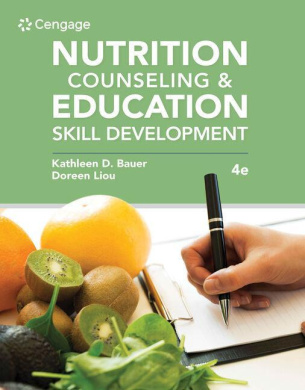 Cengage
NUTRITION
COUNSELING &
EDUCATION
SKILL DEVELOPMENT
Kathleen D. Bauer
Doreen Liou
4e